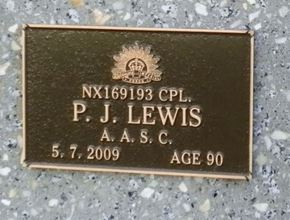 NX169193 CPL.
P. J. LEWIS
A. A. S. C.
5. 7. 2009 AGE 90